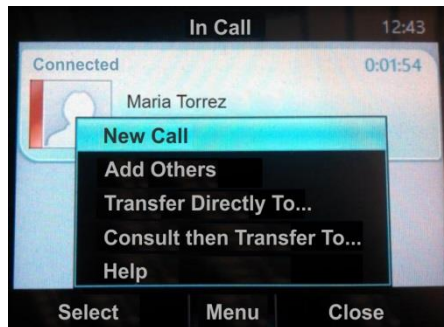 In Call 12:43
Connected 0:01:54
Maria Torrez
New Call
Add Others
Transfer Directly To...
Consult then Transfer To...
Help
Select Menu Close